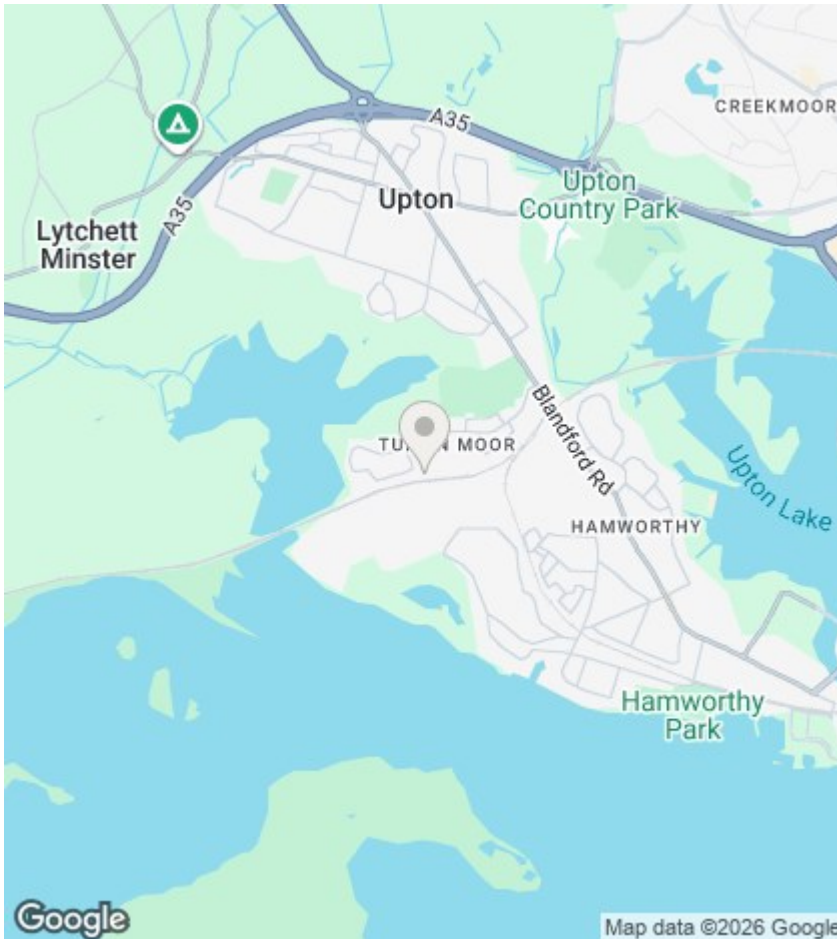 CREEKMOOR
A35
Upton
Country Park
Upton
A35
Lytchett
Minster
MOOR
Blandford Rd
Upton Lake
HAMWORTHY
Hamworthy
Park
Google
Map data ©2026 Google